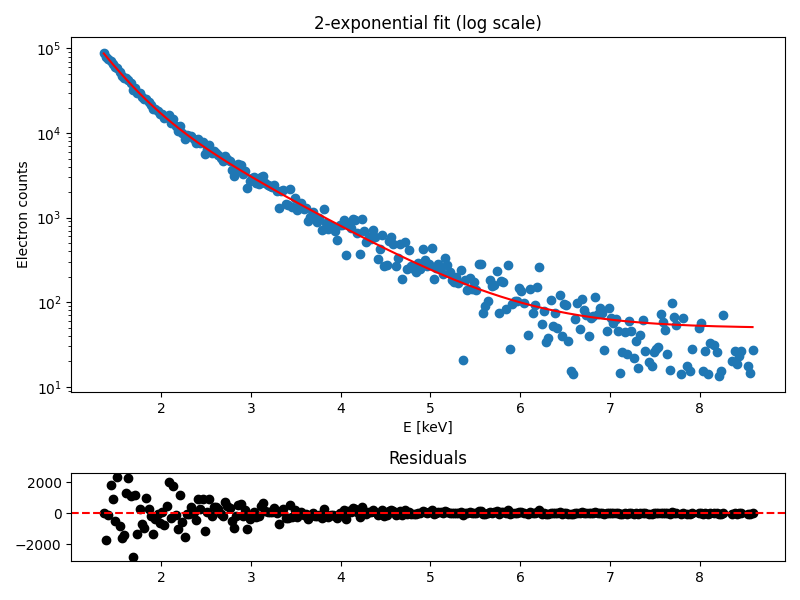 2-exponential fit (log scale)
10^5
10^4
10^3
10^2
10^1
Electron counts
2 3 4 5 6 7 8
E [keV]
Residuals
2000
0
−2000
2 3 4 5 6 7 8